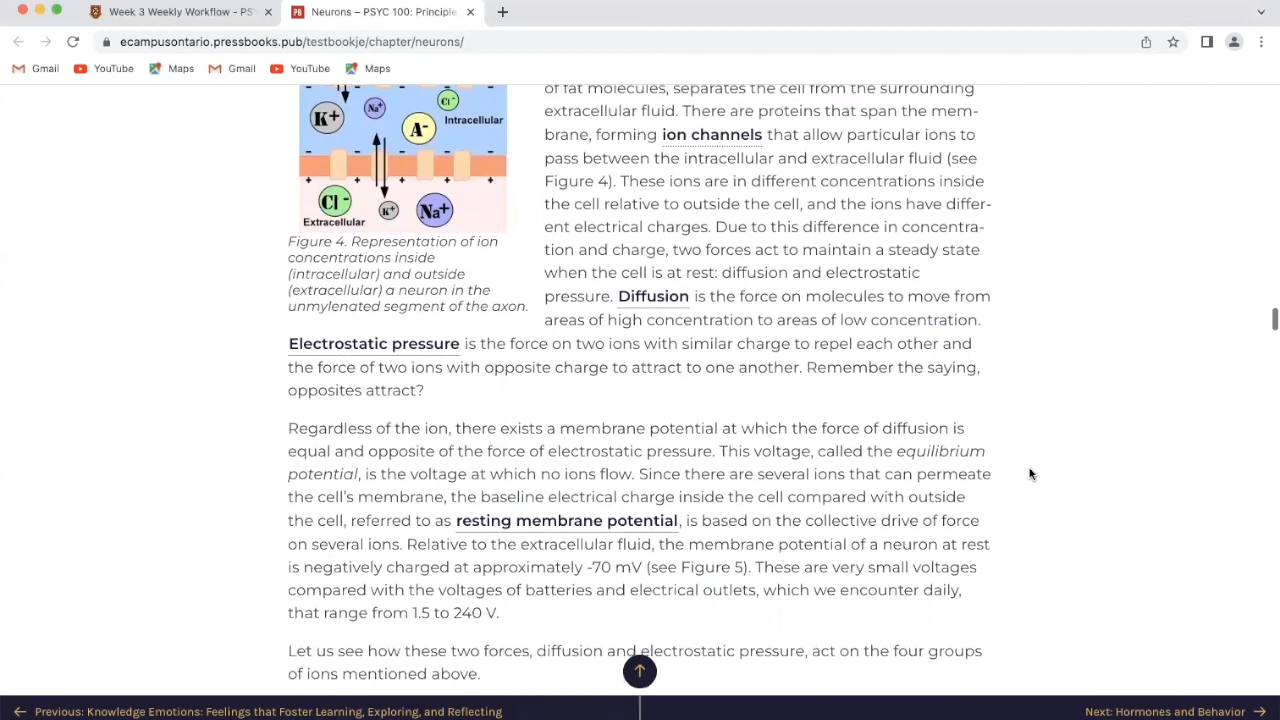 Week 3 Weekly Workflow - PS
Neurons – PSYC 100: Principle
ecampusontario.pressbooks.pub/testbookje/chapter/neurons/
Gmail YouTube Maps Gmail YouTube Maps
K+ Na+ Cl- A- Intracellular
Cl- K+ Na+
Extracellular
Figure 4. Representation of ion
concentrations inside
(intracellular) and outside
(extracellular) a neuron in the
unmylenated segment of the axon.
of fat molecules, separates the cell from the surrounding
extracellular fluid. There are proteins that span the mem-
brane, forming ion channels that allow particular ions to
pass between the intracellular and extracellular fluid (see
Figure 4). These ions are in different concentrations inside
the cell relative to outside the cell, and the ions have differ-
ent electrical charges. Due to this difference in concentra-
tion and charge, two forces act to maintain a steady state
when the cell is at rest: diffusion and electrostatic
pressure. Diffusion is the force on molecules to move from
areas of high concentration to areas of low concentration.
Electrostatic pressure is the force on two ions with similar charge to repel each other and
the force of two ions with opposite charge to attract to one another. Remember the saying,
opposites attract?
Regardless of the ion, there exists a membrane potential at which the force of diffusion is
equal and opposite of the force of electrostatic pressure. This voltage, called the equilibrium
potential, is the voltage at which no ions flow. Since there are several ions that can permeate
the cell's membrane, the baseline electrical charge inside the cell compared with outside
the cell, referred to as resting membrane potential, is based on the collective drive of force
on several ions. Relative to the extracellular fluid, the membrane potential of a neuron at rest
is negatively charged at approximately -70 mV (see Figure 5). These are very small voltages
compared with the voltages of batteries and electrical outlets, which we encounter daily,
that range from 1.5 to 240 V.
Let us see how these two forces, diffusion and electrostatic pressure, act on the four groups
of ions mentioned above.
Previous: Knowledge Emotions: Feelings that Foster Learning, Exploring, and Reflecting
Next: Hormones and Behavior